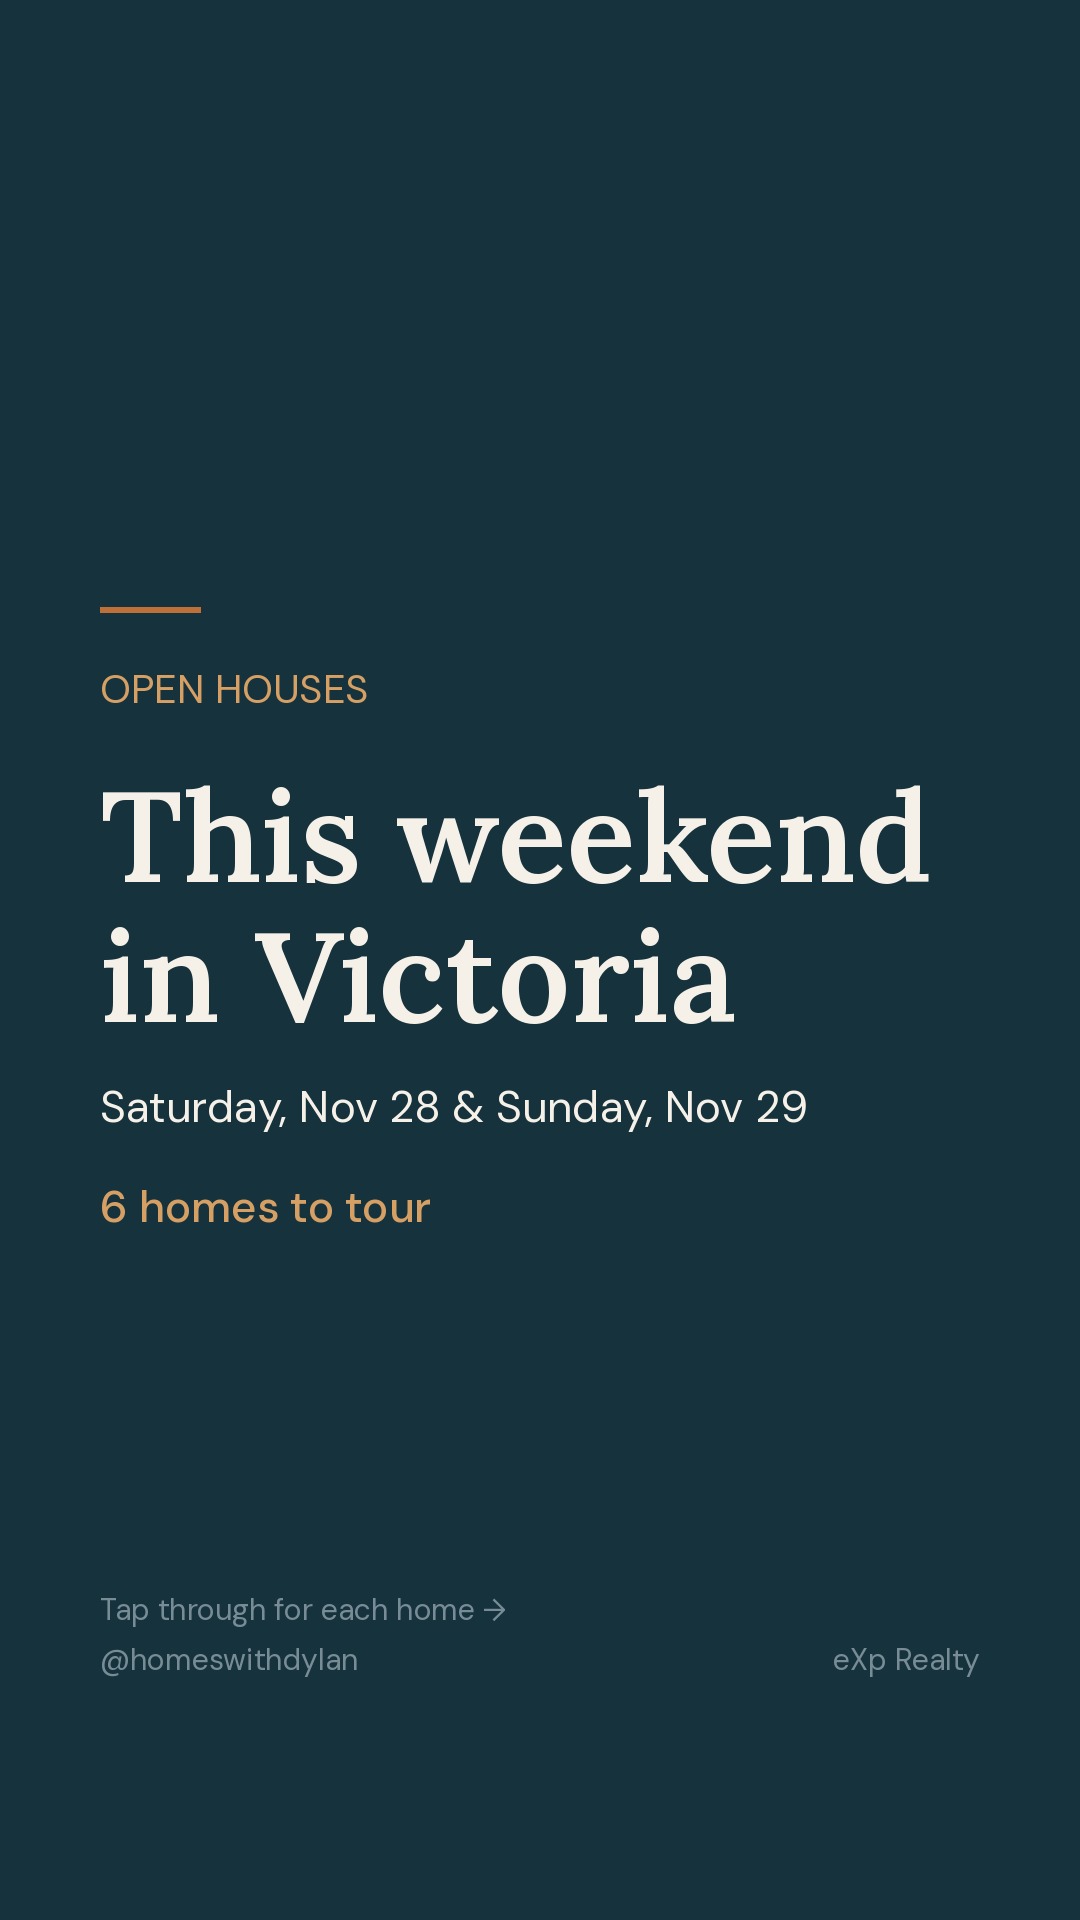 OPEN HOUSES
This weekend
in Victoria
Saturday, Nov 28 & Sunday, Nov 29
6 homes to tour
Tap through for each home →
@homeswithdylan
eXp Realty